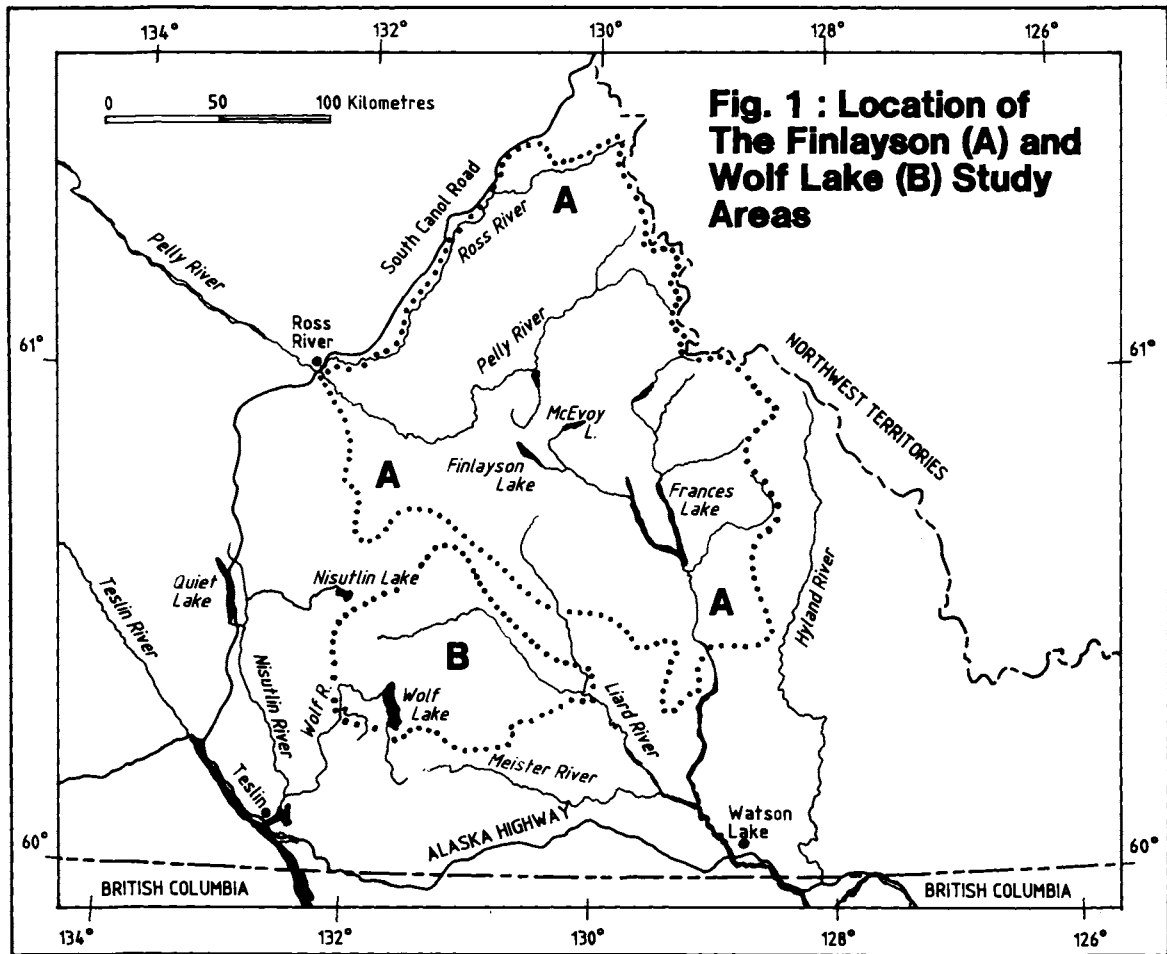 134°
132°
130°
128°
126°
0 50 100 Kilometres
Fig. 1 : Location of
The Finlayson (A) and
Wolf Lake (B) Study
Areas
South Canol Road
A
Ross River
Pelly River
Ross
River
61°
61°
Pelly River
NORTHWEST TERRITORIES
McEvoy
L.
Finlayson
Lake
A
Frances
Lake
Teslin River
Quiet
Lake
Nisutlin Lake
A
Hyland River
B
Nisutlin River
Wolf R.
Wolf
Lake
Liard River
Meister River
Teslin
Watson
Lake
ALASKA HIGHWAY
60°
60°
BRITISH COLUMBIA
BRITISH COLUMBIA
134°
132°
130°
128°
126°